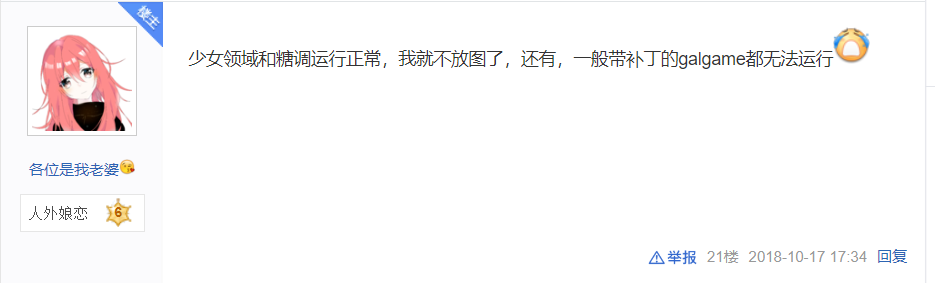 楼主
少女领域和糖调运行正常，我就不放图了，还有，一般带补丁的galgame都无法运行
各位是我老婆
人外娘恋 6
举报 21楼 2018-10-17 17:34 回复